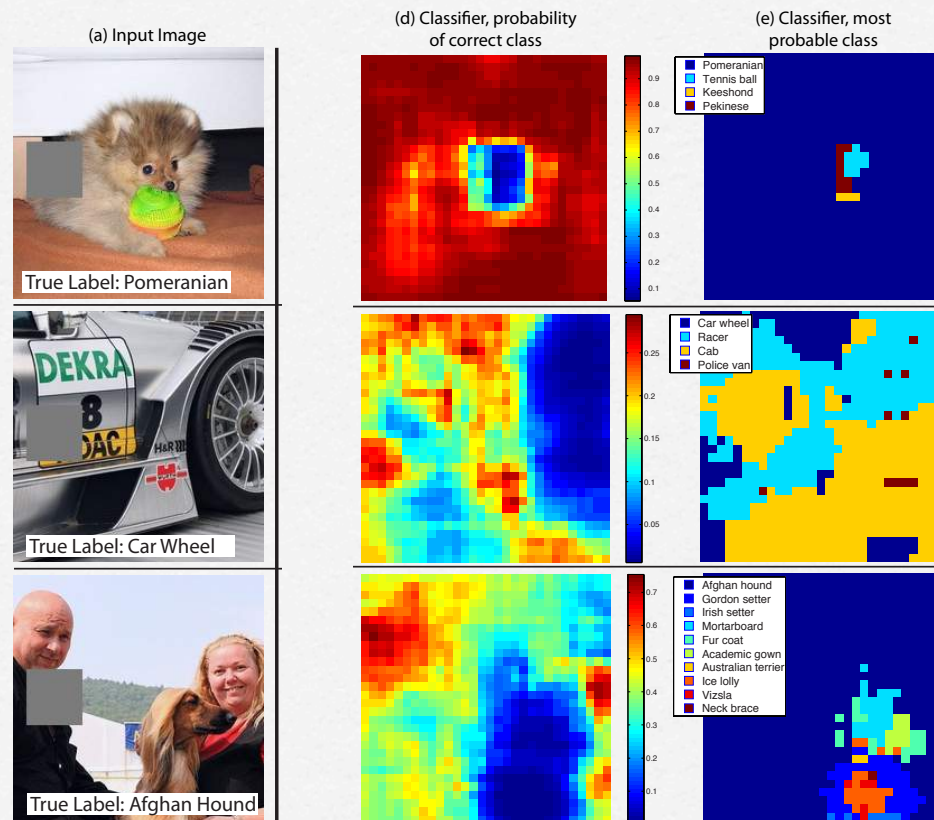 (a) Input Image
(d) Classifier, probability
of correct class
(e) Classifier, most
probable class
True Label: Pomeranian
0.9
0.8
0.7
0.6
0.5
0.4
0.3
0.2
0.1
Pomeranian
Tennis ball
Keeshond
Pekinese
DEKRA
8
DAC
H&R
WÜRTH
True Label: Car Wheel
0.25
0.2
0.15
0.1
0.05
Car wheel
Racer
Cab
Police van
True Label: Afghan Hound
0.7
0.6
0.5
0.4
0.3
0.2
0.1
Afghan hound
Gordon setter
Irish setter
Mortarboard
Fur coat
Academic gown
Australian terrier
Ice lolly
Vizsla
Neck brace